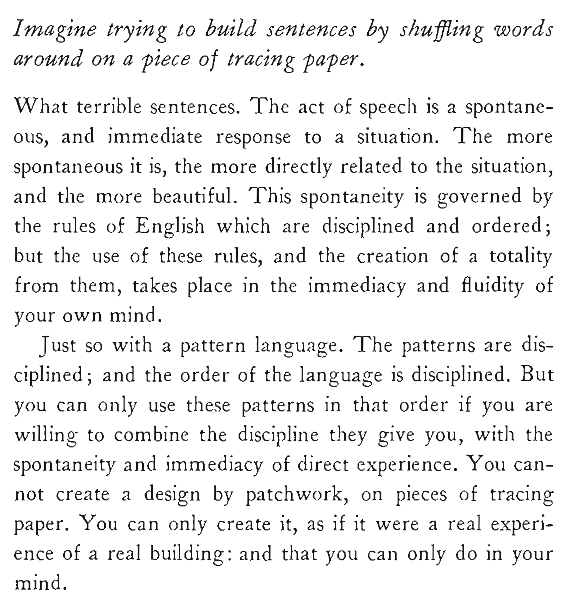 Imagine trying to build sentences by shuffling words
around on a piece of tracing paper.
What terrible sentences. The act of speech is a spontane-
ous, and immediate response to a situation. The more
spontaneous it is, the more directly related to the situation,
and the more beautiful. This spontaneity is governed by
the rules of English which are disciplined and ordered;
but the use of these rules, and the creation of a totality
from them, takes place in the immediacy and fluidity of
your own mind.
Just so with a pattern language. The patterns are dis-
ciplined; and the order of the language is disciplined. But
you can only use these patterns in that order if you are
willing to combine the discipline they give you, with the
spontaneity and immediacy of direct experience. You can-
not create a design by patchwork, on pieces of tracing
paper. You can only create it, as if it were a real experi-
ence of a real building: and that you can only do in your
mind.